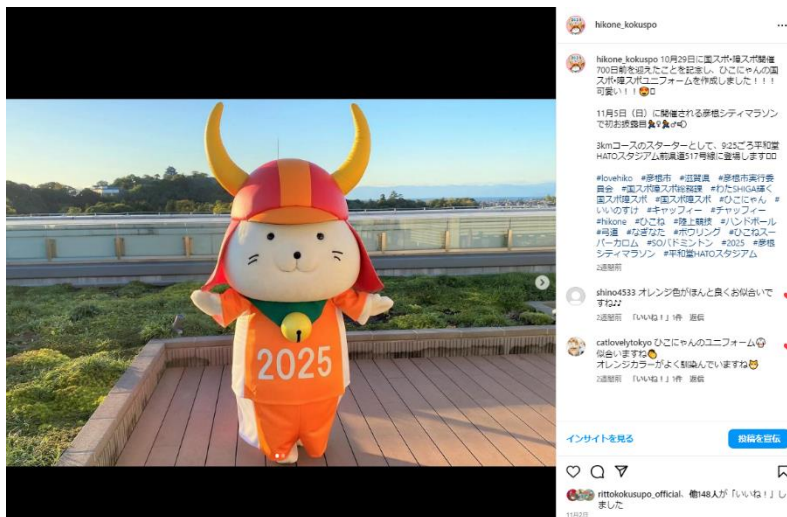 hikone_kokuspo
hikone_kokuspo 10月29日に国スポ・障スポ開催
700日前を迎えたことを記念し、ひこにゃんの国
スポ・障スポユニフォームを作成しました！！！
可愛い！！
11月5日（日）に開催される彦根シティマラソン
で初お披露目
3kmコースのスターターとして、9:25ごろ平和堂
HATOスタジアム前県道517号線に登場します
#lovehiko #彦根市 #滋賀県 #彦根市実行委
員会 #国スポ障スポ総務課 #わたSHIGA輝く
国スポ障スポ #国スポ障スポ #ひこにゃん #
いいのすけ #キャッフィー #チャッフィー
#hikone #ひこね #陸上競技 #ハンドボール
#弓道 #なぎなた #ボウリング #ひこねスー
パーカロム #SOバドミントン #2025 #彦根
シティマラソン #平和堂HATOスタジアム
2週間前
shino4533 オレンジ色がほんと良くお似合いで
すね♪♪
2週間前 「いいね！」1件 返信
catlovelytokyo ひこにゃんのユニフォーム
似合いますね
オレンジカラーがよく馴染んでいますね
2週間前 「いいね！」1件 返信
インサイトを見る
投稿を宣伝
rittokokusupo_official、他148人が「いいね！」し
ました
11月2日
2025